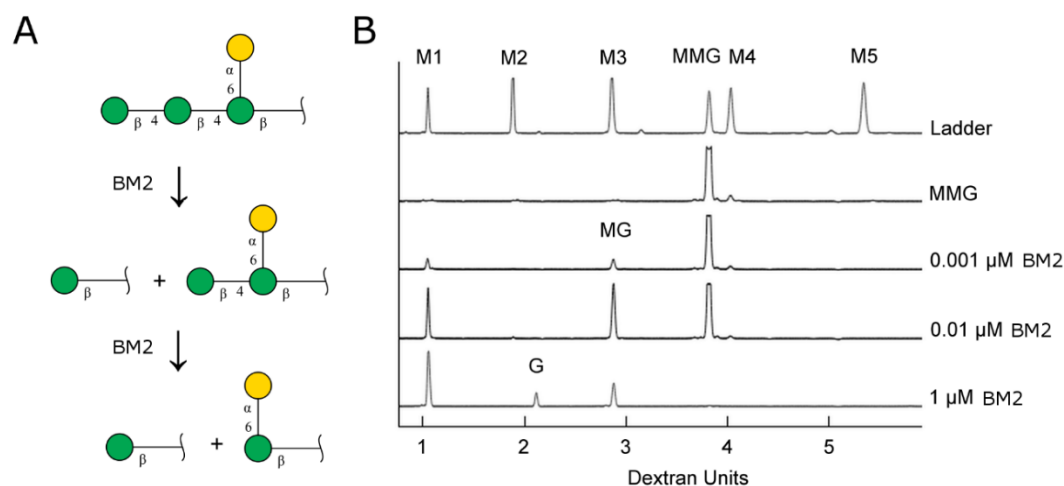 A
α
6
β 4 β 4 β
BM2
α
6
β
+
β 4 β
BM2
α
6
β
+
β
B
M1 M2 M3 MMG M4 M5
Ladder
MMG
MG
0.001 μM BM2
0.01 μM BM2
G
1 μM BM2
1 2 3 4 5
Dextran Units